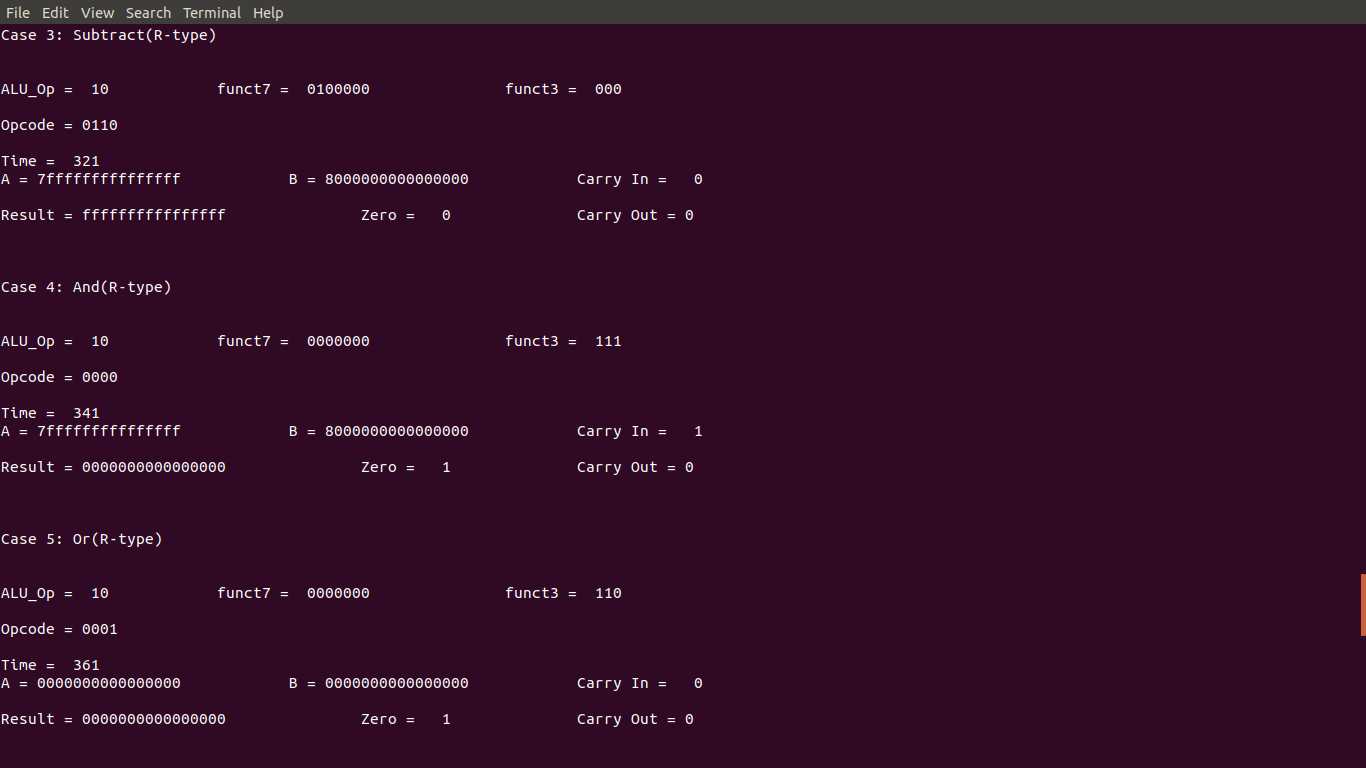 File Edit View Search Terminal Help
Case 3: Subtract(R-type)
ALU_Op =  10            funct7 =  0100000               funct3 =  000
Opcode = 0110
Time =  321
A = 7fffffffffffffff            B = 8000000000000000            Carry In =   0
Result = ffffffffffffffff               Zero =   0              Carry Out = 0
Case 4: And(R-type)
ALU_Op =  10            funct7 =  0000000               funct3 =  111
Opcode = 0000
Time =  341
A = 7fffffffffffffff            B = 8000000000000000            Carry In =   1
Result = 0000000000000000               Zero =   1              Carry Out = 0
Case 5: Or(R-type)
ALU_Op =  10            funct7 =  0000000               funct3 =  110
Opcode = 0001
Time =  361
A = 0000000000000000            B = 0000000000000000            Carry In =   0
Result = 0000000000000000               Zero =   1              Carry Out = 0